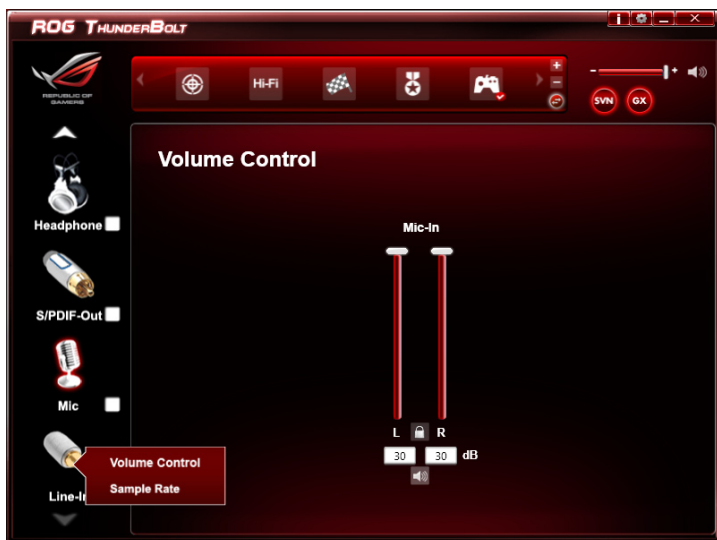 ROG THUNDERBOLT
REPUBLIC OF
GAMERS
Hi-Fi
SVN
GX
Volume Control
Headphone
Mic-In
S/PDIF-Out
Mic
L
R
30
30
dB
Volume Control
Sample Rate
Line-In